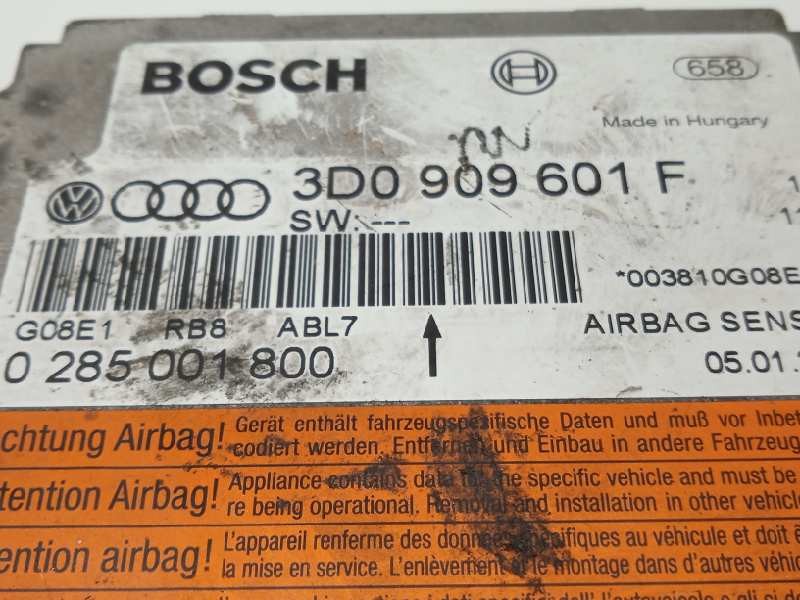 BOSCH
658
Made in Hungary
3D0 909 601 F
SW: ---
*003810G08E
G08E1 RB8 ABL7
AIRBAG SENS
0 285 001 800
05.01.
chtung Airbag! Gerät enthält fahrzeugspezifische Daten und muß vor Inbet
codiert werden. Entfernen und Einbau in andere Fahrzeug
ttention Airbag! Appliance contains data for the specific vehicle and must be
re being operational. Removal and installation in other vehicle
ention airbag! L'appareil renferme des données spécifiques au véhicule et doit ê
la mise en service. L'enlèvement et le montage dans d'autres véhic